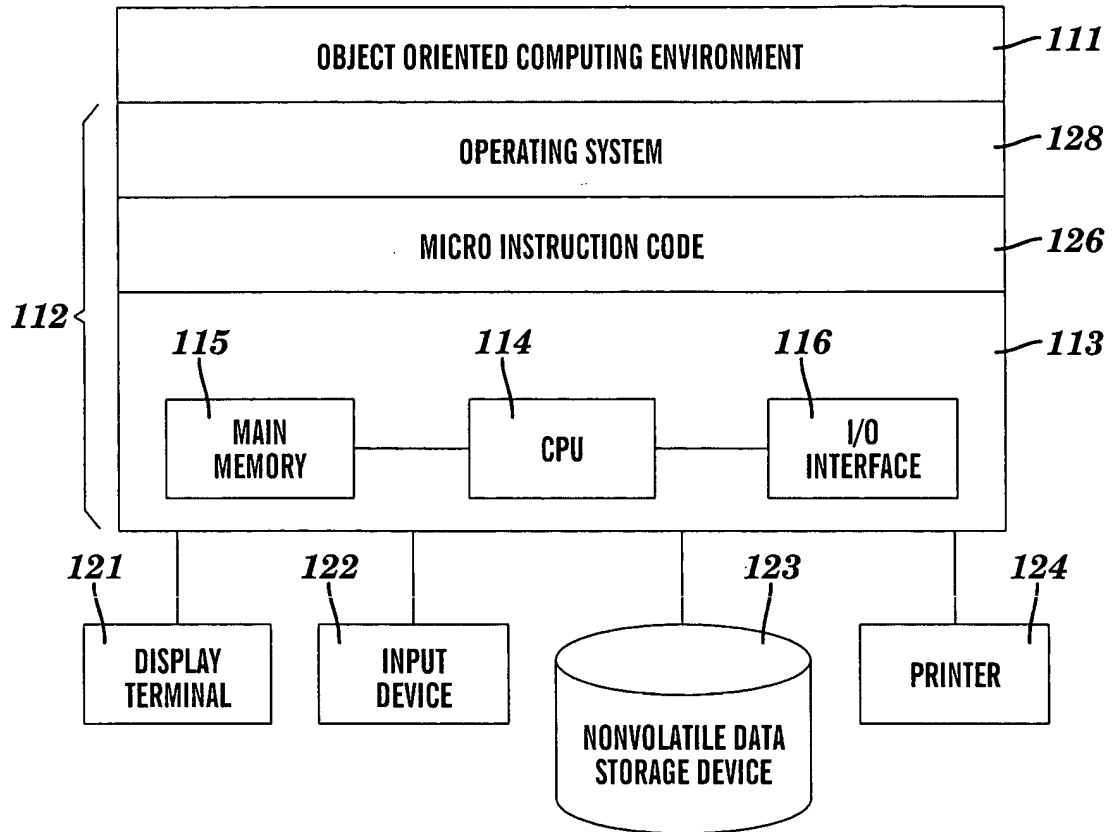 OBJECT ORIENTED COMPUTING ENVIRONMENT
111
OPERATING SYSTEM
128
MICRO INSTRUCTION CODE
126
112
113
115
114
116
MAIN
MEMORY
CPU
I/O
INTERFACE
121
122
123
124
DISPLAY
TERMINAL
INPUT
DEVICE
NONVOLATILE DATA
STORAGE DEVICE
PRINTER